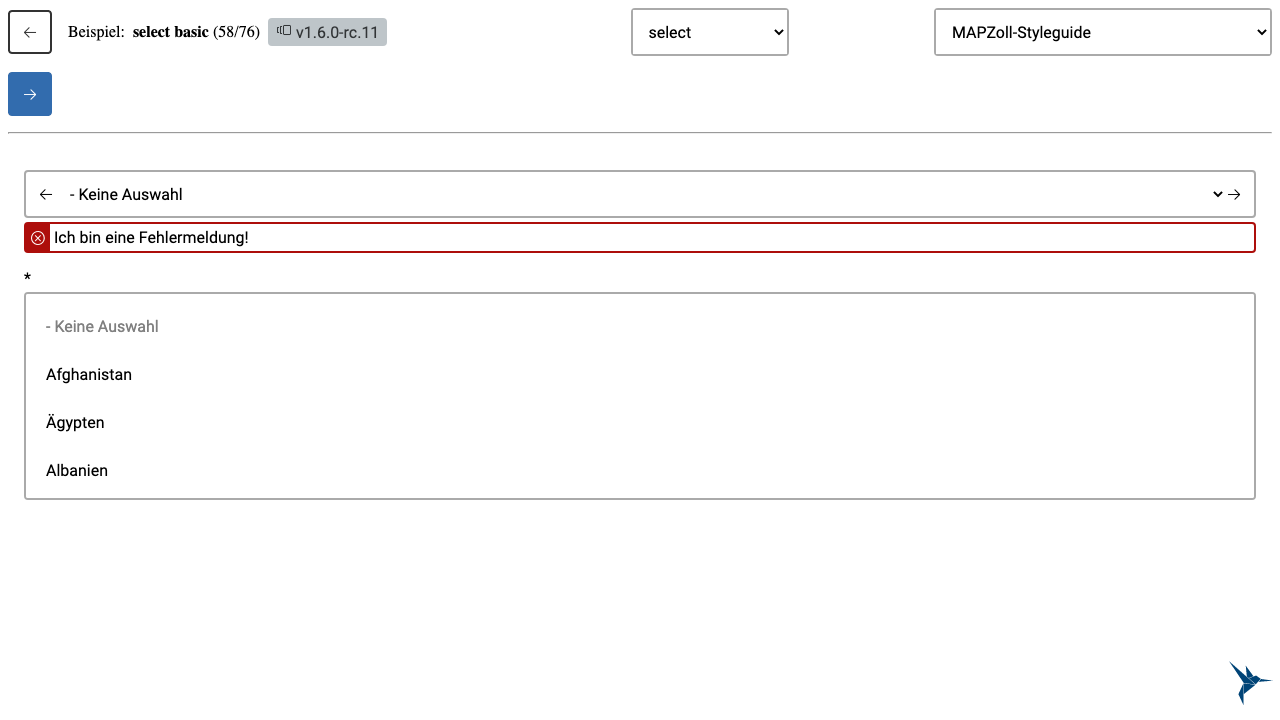 Beispiel: select basic (58/76) v1.6.0-rc.11 select MAPZoll-Styleguide
- Keine Auswahl
Ich bin eine Fehlermeldung!
*
- Keine Auswahl
Afghanistan
Ägypten
Albanien